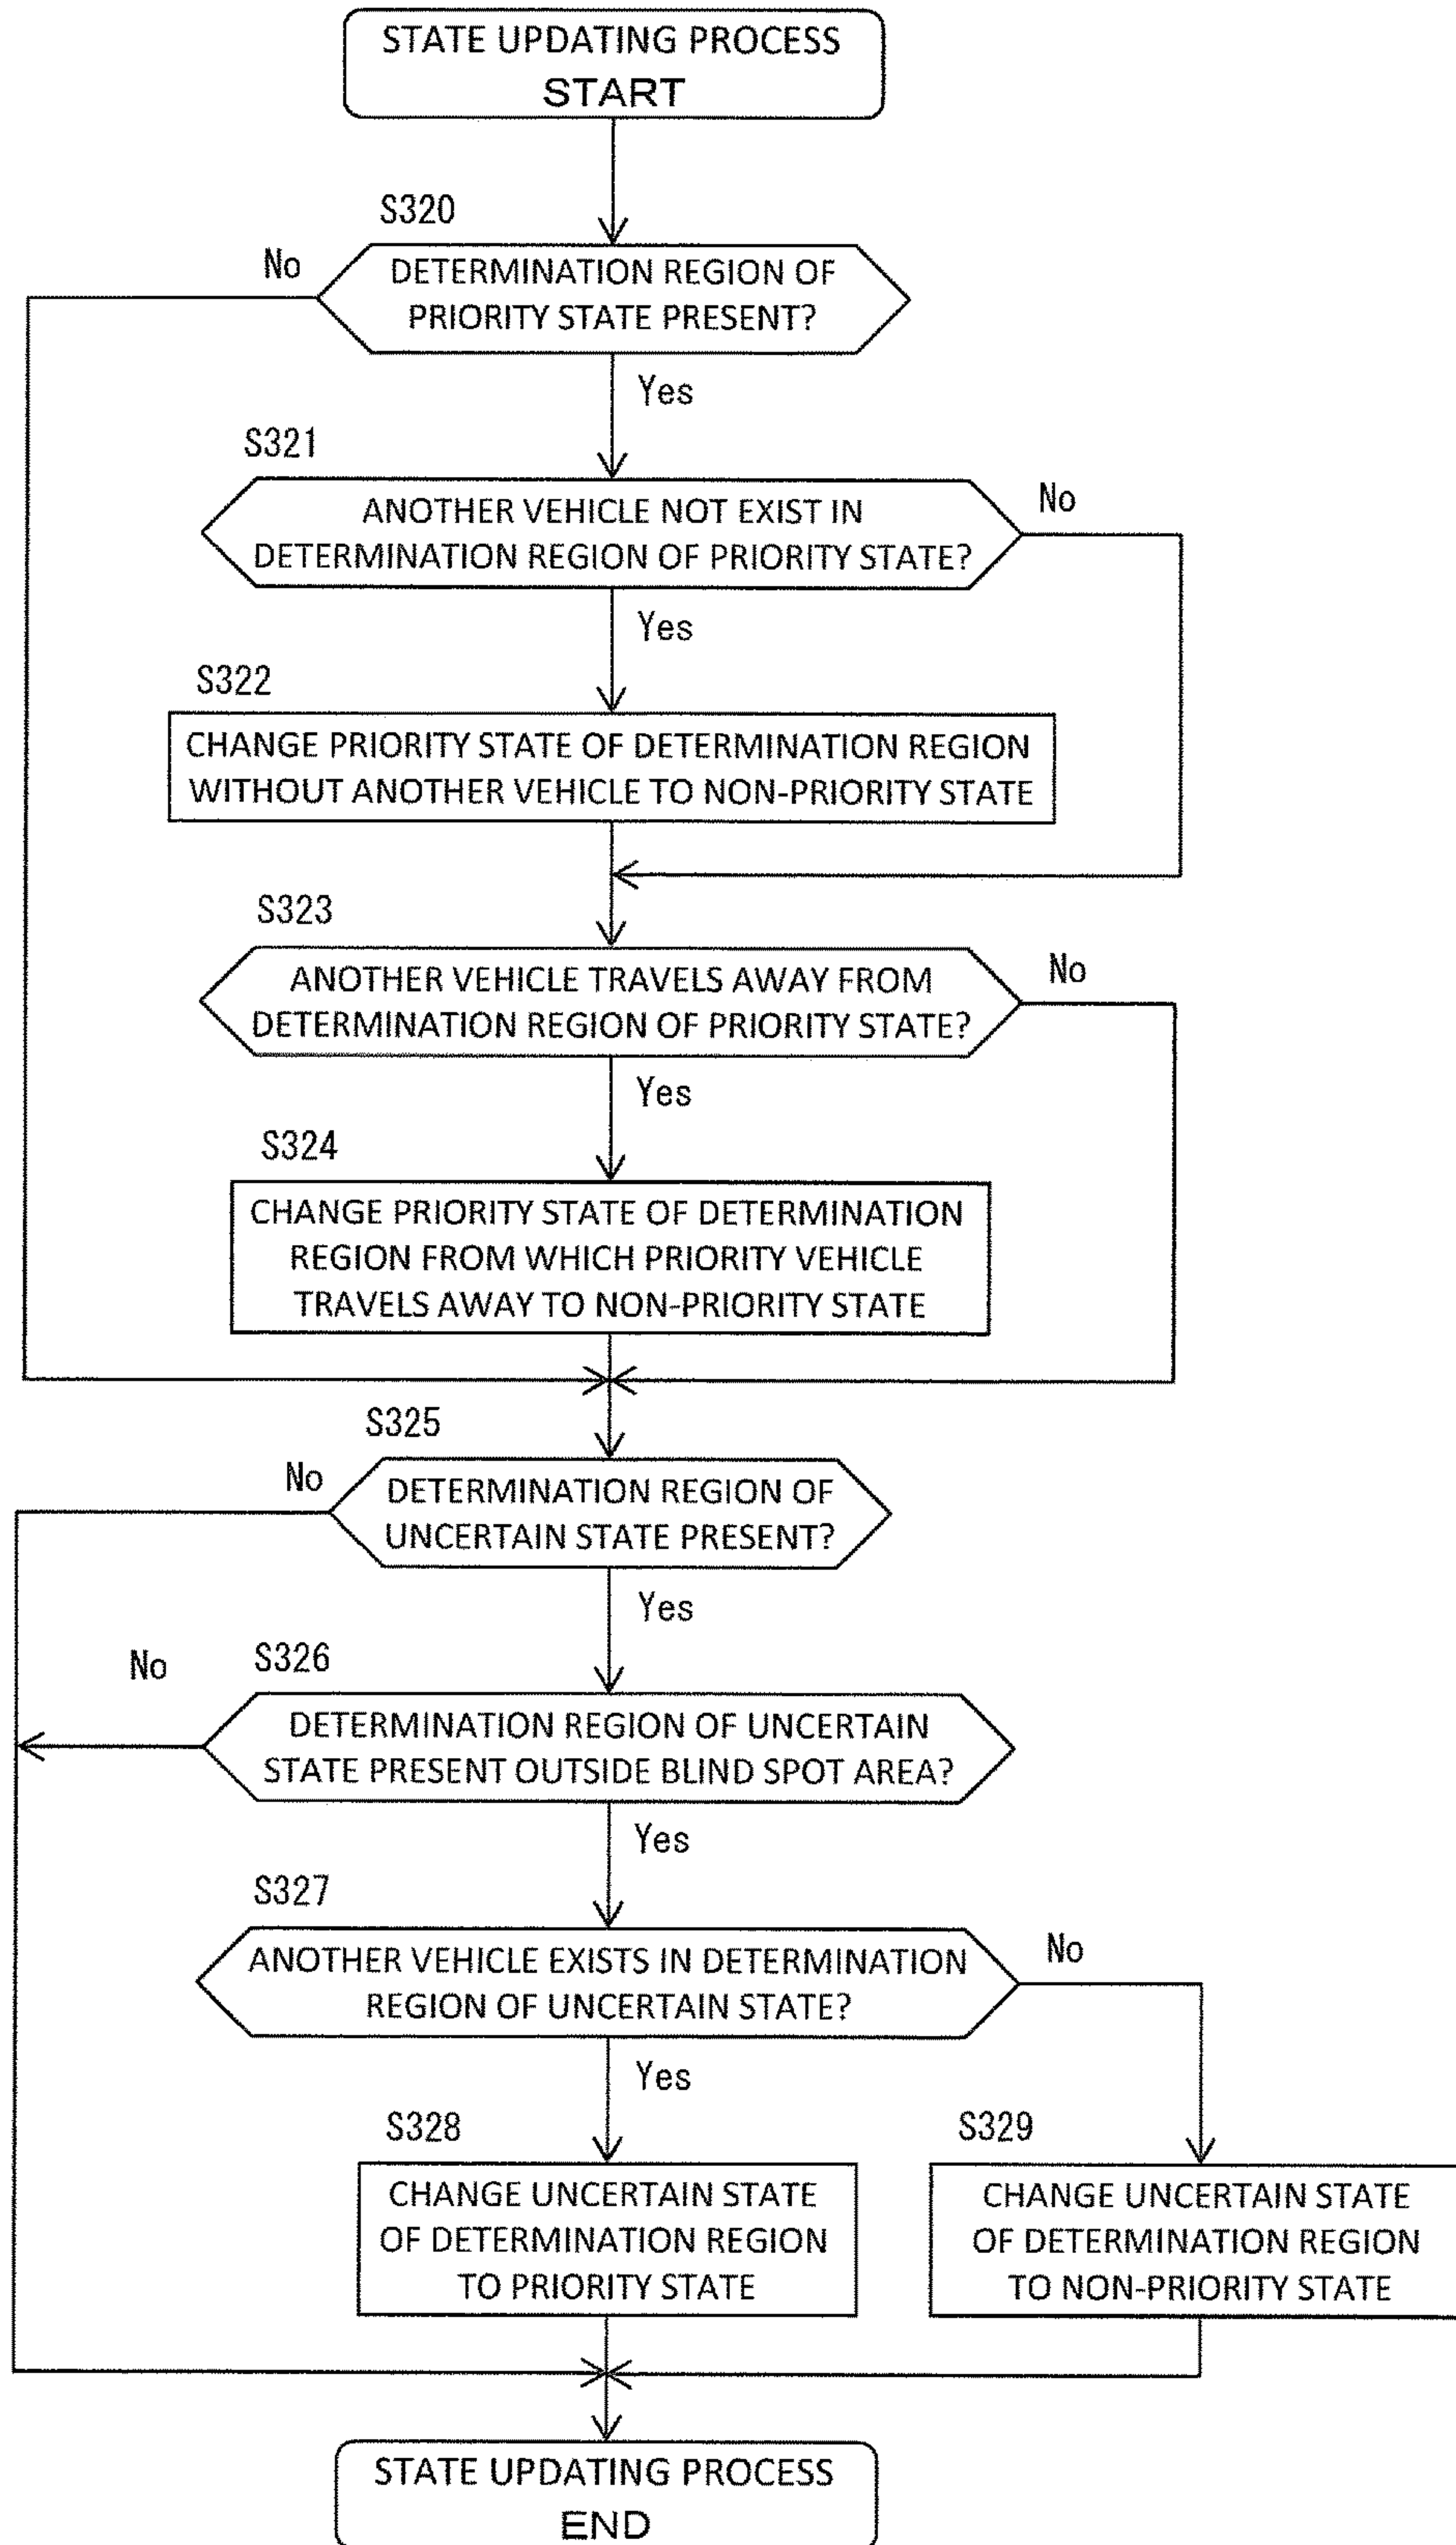 STATE UPDATING PROCESS
START
S320
No
DETERMINATION REGION OF
PRIORITY STATE PRESENT?
Yes
S321
ANOTHER VEHICLE NOT EXIST IN
DETERMINATION REGION OF PRIORITY STATE?
No
Yes
S322
CHANGE PRIORITY STATE OF DETERMINATION REGION
WITHOUT ANOTHER VEHICLE TO NON-PRIORITY STATE
S323
ANOTHER VEHICLE TRAVELS AWAY FROM
DETERMINATION REGION OF PRIORITY STATE?
No
Yes
S324
CHANGE PRIORITY STATE OF DETERMINATION
REGION FROM WHICH PRIORITY VEHICLE
TRAVELS AWAY TO NON-PRIORITY STATE
S325
No
DETERMINATION REGION OF
UNCERTAIN STATE PRESENT?
Yes
S326
No
DETERMINATION REGION OF UNCERTAIN
STATE PRESENT OUTSIDE BLIND SPOT AREA?
Yes
S327
ANOTHER VEHICLE EXISTS IN DETERMINATION
REGION OF UNCERTAIN STATE?
No
Yes
S328
CHANGE UNCERTAIN STATE
OF DETERMINATION REGION
TO PRIORITY STATE
S329
CHANGE UNCERTAIN STATE
OF DETERMINATION REGION
TO NON-PRIORITY STATE
STATE UPDATING PROCESS
END